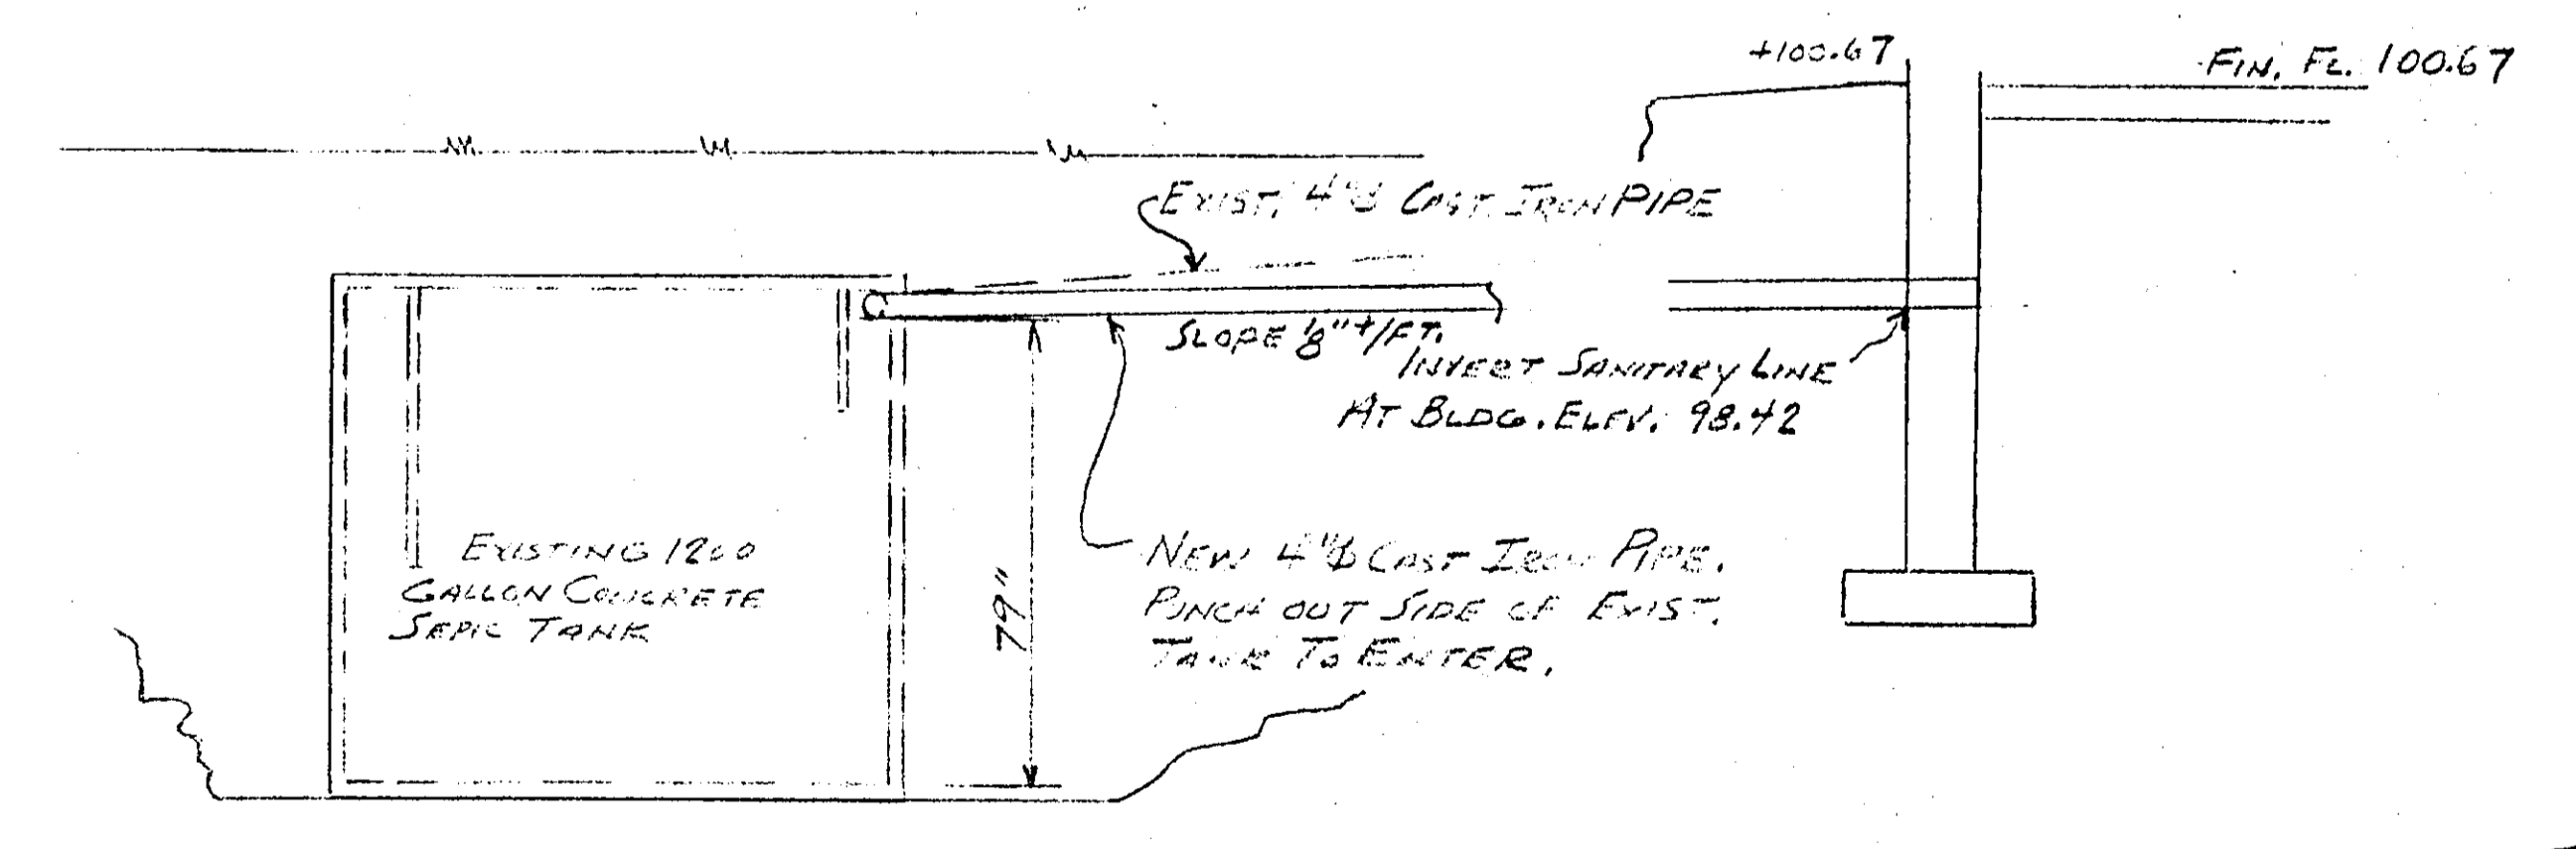 +100.67
FIN. FL. 100.67
EXIST. 4"Ø CAST IRON PIPE
SLOPE 1/8"+/FT.
INVERT SANITARY LINE
AT BLDG. ELEV. 98.42
EXISTING 1200
GALLON CONCRETE
SEPIC TANK
79"
NEW 4"Ø CAST IRON PIPE.
PUNCH OUT SIDE OF EXIST.
TANK TO ENTER.